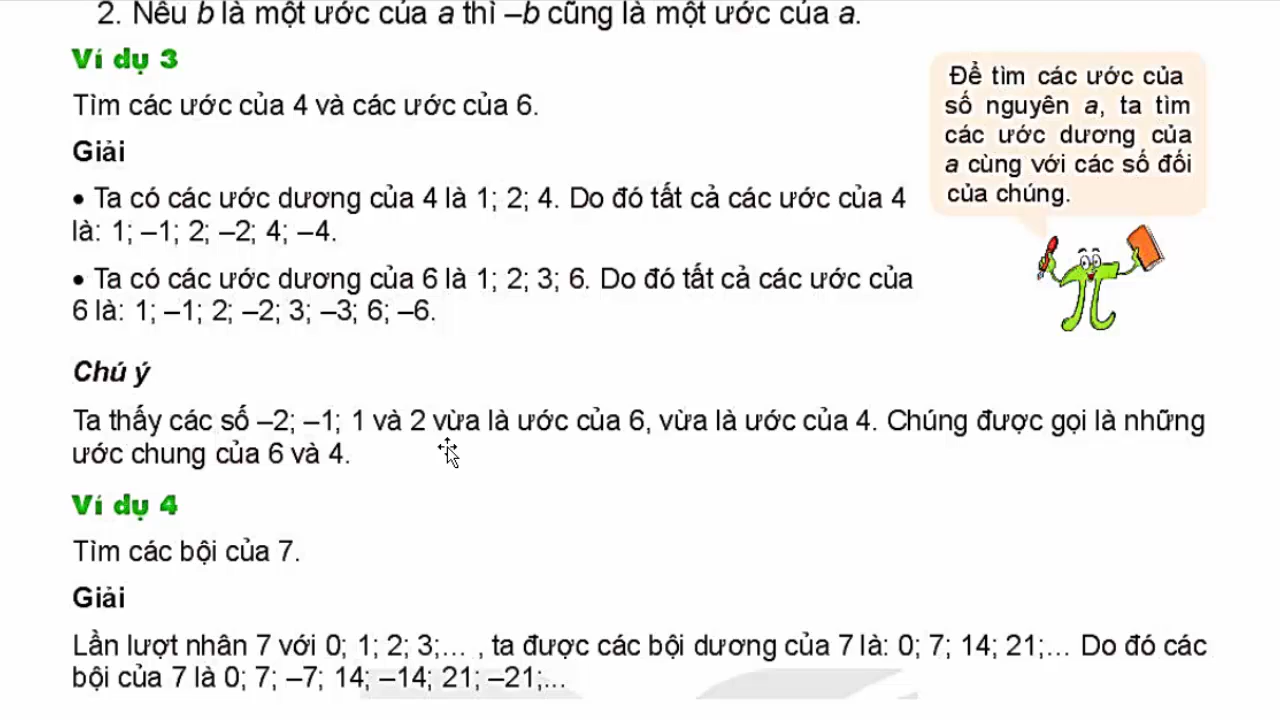 2. Nếu b là một ước của a thì –b cũng là một ước của a.
Ví dụ 3
Tìm các ước của 4 và các ước của 6.
Giải
• Ta có các ước dương của 4 là 1; 2; 4. Do đó tất cả các ước của 4
là: 1; –1; 2; –2; 4; –4.
• Ta có các ước dương của 6 là 1; 2; 3; 6. Do đó tất cả các ước của
6 là: 1; –1; 2; –2; 3; –3; 6; –6.
Để tìm các ước của
số nguyên a, ta tìm
các ước dương của
a cùng với các số đối
của chúng.
Chú ý
Ta thấy các số –2; –1; 1 và 2 vừa là ước của 6, vừa là ước của 4. Chúng được gọi là những
ước chung của 6 và 4.
Ví dụ 4
Tìm các bội của 7.
Giải
Lần lượt nhân 7 với 0; 1; 2; 3;... , ta được các bội dương của 7 là: 0; 7; 14; 21;... Do đó các
bội của 7 là 0; 7; –7; 14; –14; 21; –21;...